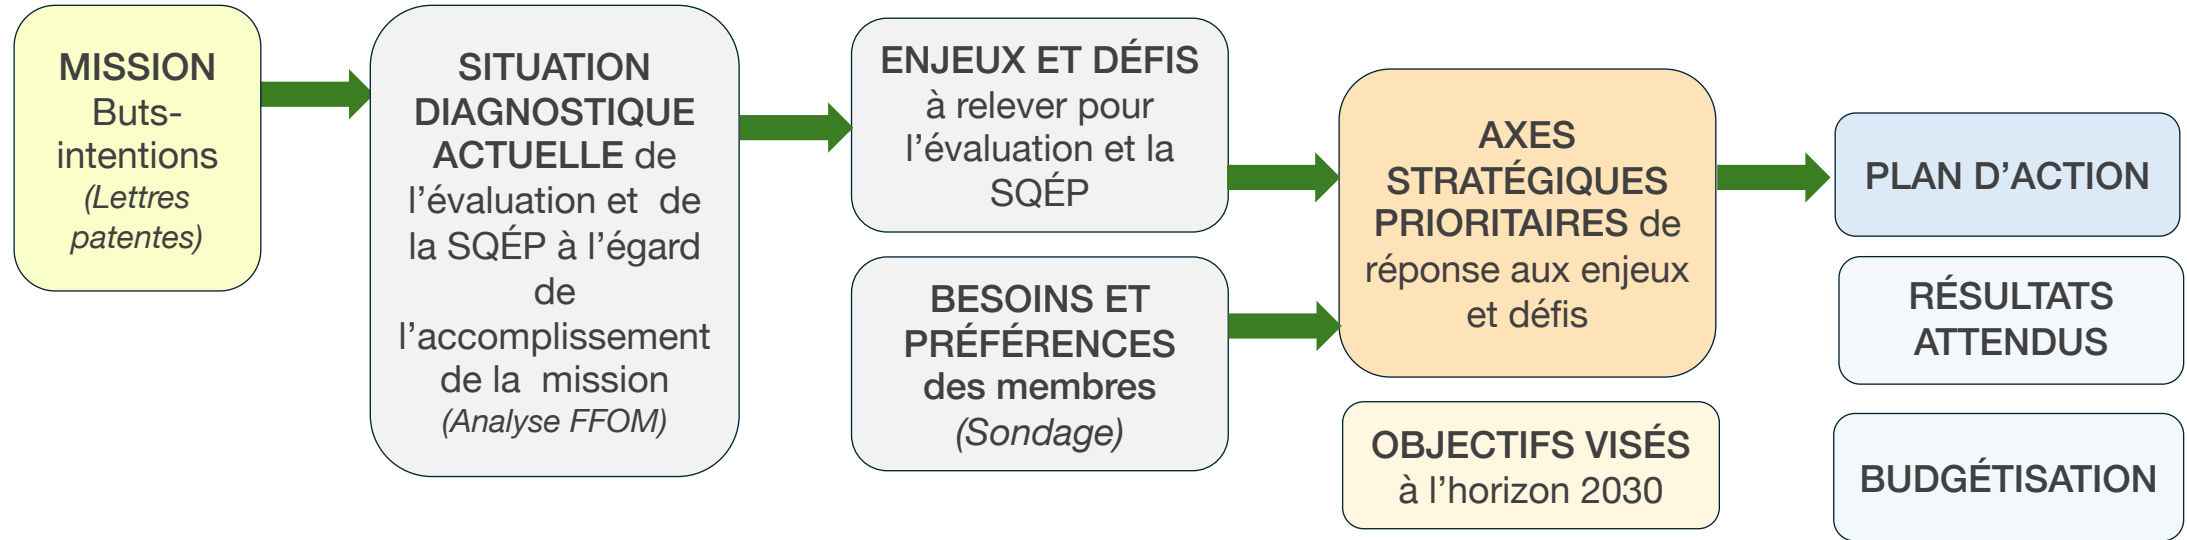 MISSION
Buts-
intentions
(Lettres
patentes)
SITUATION
DIAGNOSTIQUE
ACTUELLE de
l’évaluation et de
la SQÉP à l’égard
de
l’accomplissement
de la mission
(Analyse FFOM)
ENJEUX ET DÉFIS
à relever pour
l’évaluation et la
SQÉP
BESOINS ET
PRÉFÉRENCES
des membres
(Sondage)
AXES
STRATÉGIQUES
PRIORITAIRES de
réponse aux enjeux
et défis
OBJECTIFS VISÉS
à l’horizon 2030
PLAN D’ACTION
RÉSULTATS
ATTENDUS
BUDGÉTISATION